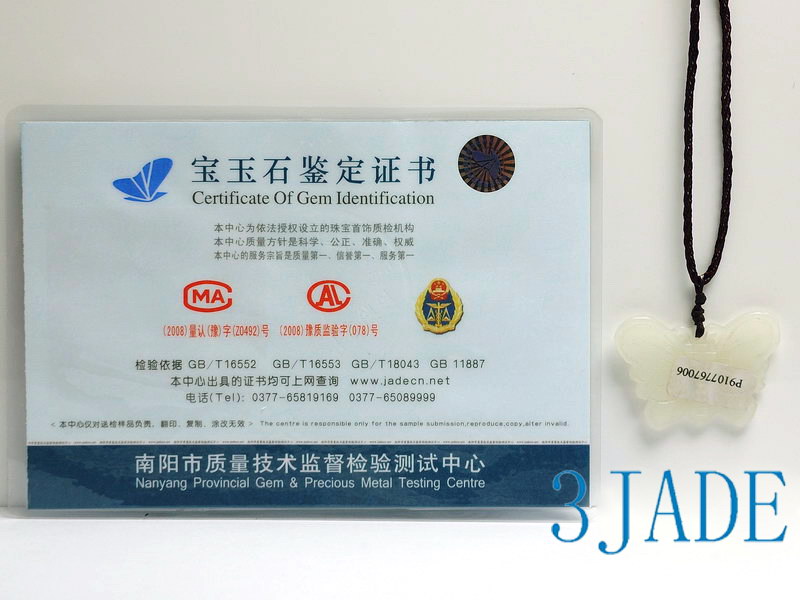 宝玉石鉴定证书
Certificate Of Gem Identification
本中心为依法授权设立的珠宝首饰质检机构
本中心质量方针是科学、公正、准确、权威
本中心的服务宗旨是质量第一、信誉第一、服务第一
MA
AL
(2008)量认(豫)字(Z0492)号 (2008)豫质监验字(078)号
检验依据 GB/T16552 GB/T16553 GB/T18043 GB 11887
本中心出具的证书均可上网查询 www.jadecn.net
电话(Tel): 0377-65819169 0377-65089999
< 本中心仅对送检样品负责，翻印、复制、涂改无效 > The centre is responsible only for the sample submission,reproduce,copy,alter invalid.
南阳市质量技术监督检验测试中心
Nanyang Provincial Gem & Precious Metal Testing Centre
P9107767006
3JADE